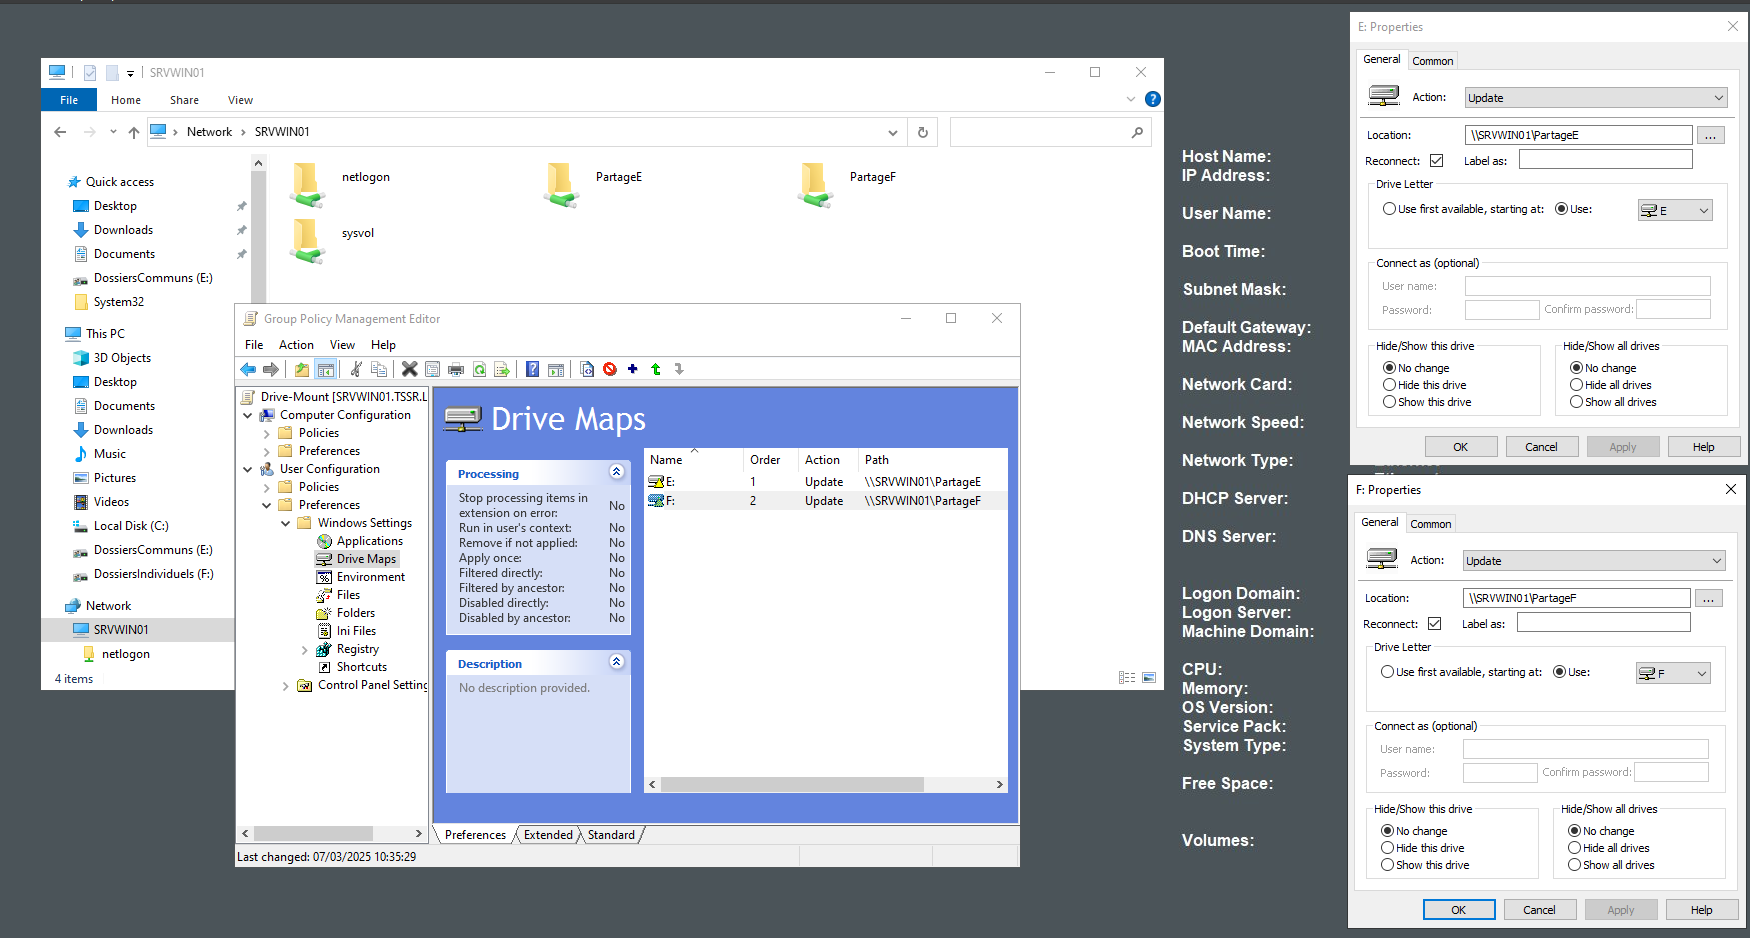 SRVWIN01
File Home Share View
Network SRVWIN01
Quick access
Desktop
Downloads
Documents
DossiersCommuns (E:)
System32
This PC
3D Objects
Desktop
Documents
Downloads
Music
Pictures
Videos
Local Disk (C:)
DossiersCommuns (E:)
DossiersIndividuels (F:)
Network
SRVWIN01
netlogon
4 items
netlogon PartageE PartageF
sysvol
Group Policy Management Editor
File Action View Help
Drive-Mount [SRVWIN01.TSSR.L
Computer Configuration
Policies
Preferences
User Configuration
Policies
Preferences
Windows Settings
Applications
Drive Maps
Environment
Files
Folders
Ini Files
Registry
Shortcuts
Control Panel Setting
Drive Maps
Processing
Stop processing items in
extension on error: No
Run in user's context: No
Remove if not applied: No
Apply once: No
Filtered directly: No
Filtered by ancestor: No
Disabled directly: No
Disabled by ancestor: No
Description
No description provided.
Name Order Action Path
E: 1 Update \\SRVWIN01\PartageE
F: 2 Update \\SRVWIN01\PartageF
Preferences Extended Standard
Last changed: 07/03/2025 10:35:29
Host Name:
IP Address:
User Name:
Boot Time:
Subnet Mask:
Default Gateway:
MAC Address:
Network Card:
Network Speed:
Network Type:
DHCP Server:
DNS Server:
Logon Domain:
Logon Server:
Machine Domain:
CPU:
Memory:
OS Version:
Service Pack:
System Type:
Free Space:
Volumes:
E: Properties
General Common
Action: Update
Location: \\SRVWIN01\PartageE ...
Reconnect: Label as:
Drive Letter
Use first available, starting at: Use: E
Connect as (optional)
User name:
Password: Confirm password:
Hide/Show this drive Hide/Show all drives
No change No change
Hide this drive Hide all drives
Show this drive Show all drives
OK Cancel Apply Help
F: Properties
General Common
Action: Update
Location: \\SRVWIN01\PartageF ...
Reconnect: Label as:
Drive Letter
Use first available, starting at: Use: F
Connect as (optional)
User name:
Password: Confirm password:
Hide/Show this drive Hide/Show all drives
No change No change
Hide this drive Hide all drives
Show this drive Show all drives
OK Cancel Apply Help